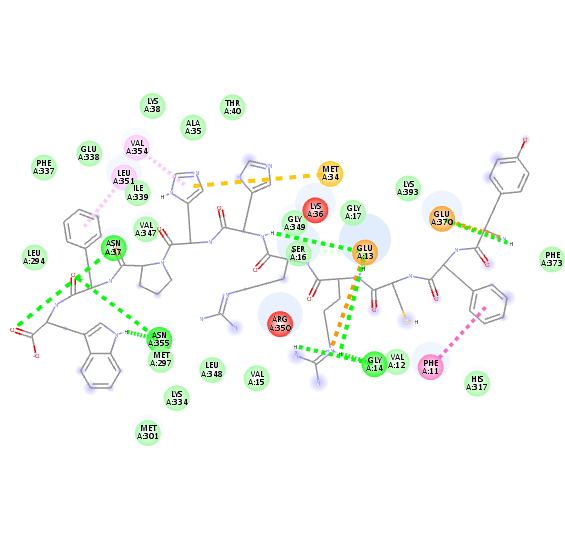 LYS
A:38
THR
A:40
ALA
A:35
GLU
A:338
VAL
A:354
PHE
A:337
LEU
A:351
ILE
A:339
MET
A:34
LYS
A:36
LYS
A:393
GLY
A:17
GLU
A:370
GLY
A:349
VAL
A:347
ASN
A:37
SER
A:16
GLU
A:13
LEU
A:294
PHE
A:373
ARG
A:350
ASN
A:355
MET
A:297
LEU
A:348
VAL
A:15
GLY
A:14
VAL
A:12
PHE
A:11
HIS
A:317
LYS
A:334
MET
A:301